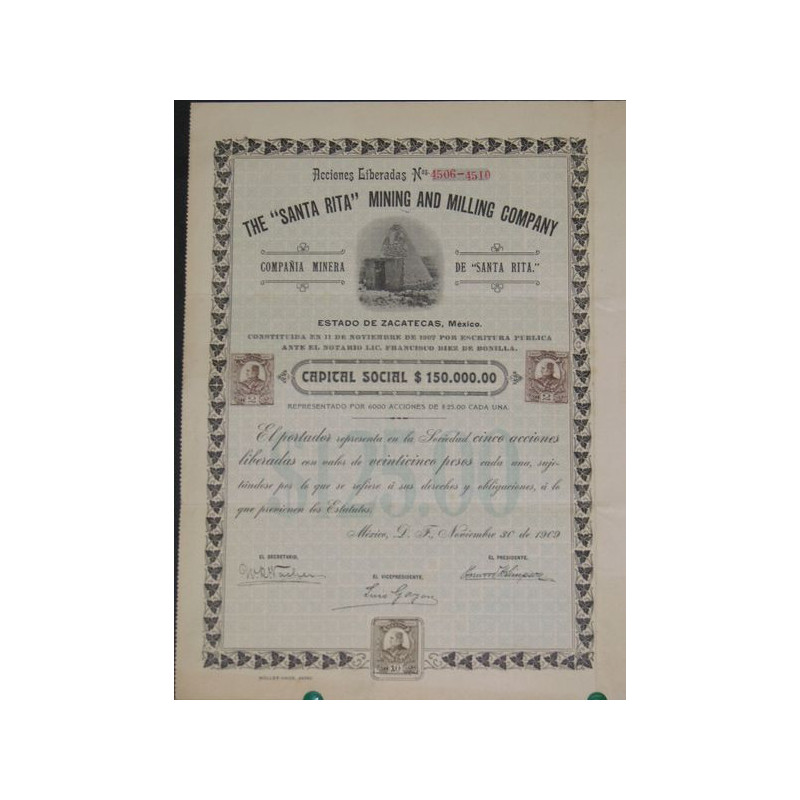 Acciones Liberadas Nos 4506-4510
THE "SANTA RITA" MINING AND MILLING COMPANY
COMPAÑIA MINERA DE "SANTA RITA."
ESTADO DE ZACATECAS, México.
CONSTITUIDA EN 11 DE NOVIEMBRE DE 1907 POR ESCRITURA PUBLICA
ANTE EL NOTARIO LIC. FRANCISCO DIEZ DE BONILLA.
CAPITAL SOCIAL $ 150.000.00
2 2
REPRESENTADO POR 6000 ACCIONES DE $25.00 CADA UNA
$125.00
El portador representa en la Sociedad cinco acciones
liberadas con valor de veinticinco pesos cada una, suje-
tándose por lo que se refiere á sus derechos y obligaciones, á lo
que previenen los Estatutos.
México, D. F. Noviembre 30 de 1909
EL SECRETARIO. EL VICEPRESIDENTE. EL PRESIDENTE.
10